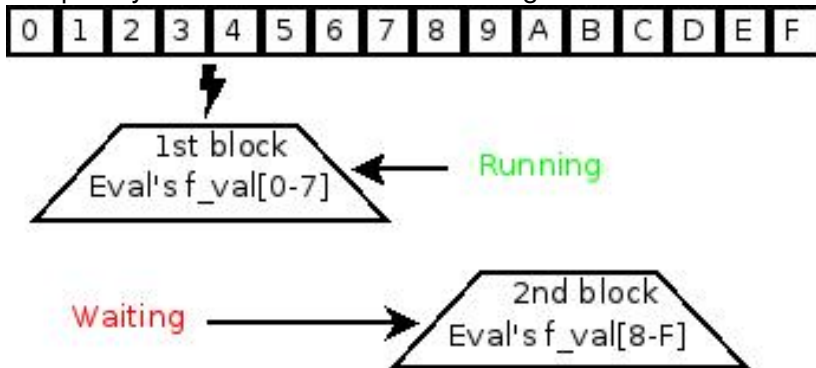 0 1 2 3 4 5 6 7 8 9 A B C D E F
1st block
Eval's f_val[0-7]
Running
Waiting
2nd block
Eval's f_val[8-F]